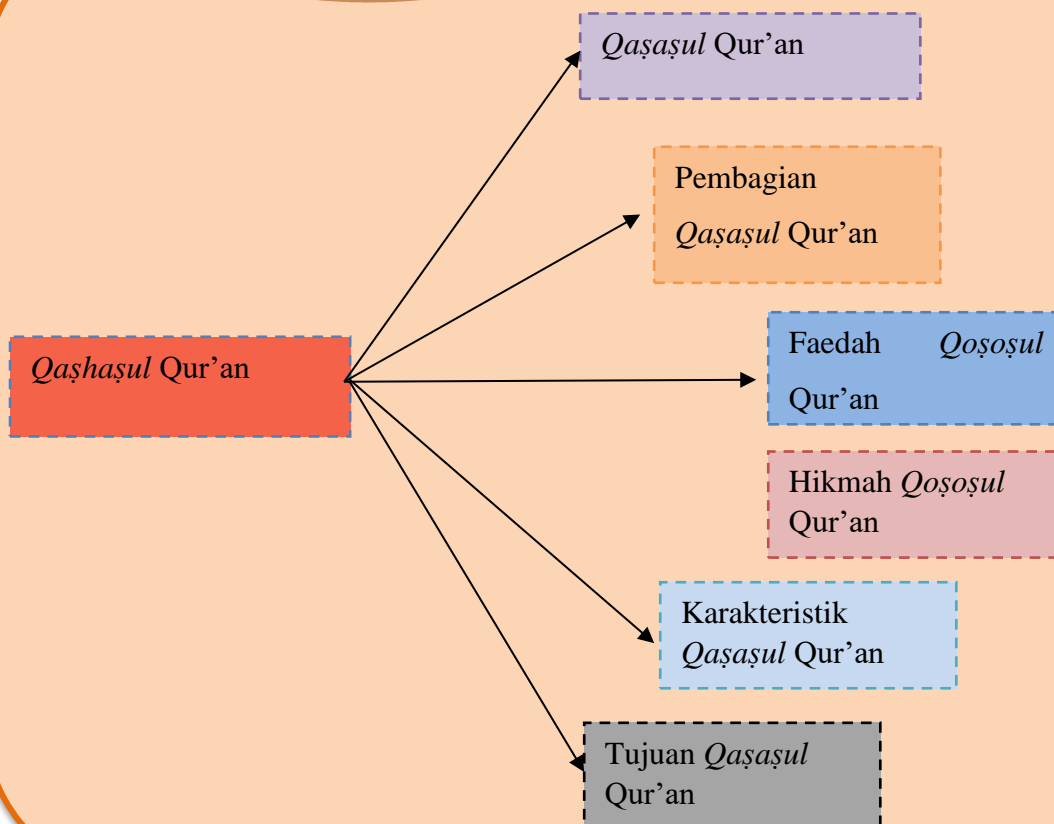 Qaṣaṣul Qur’an
Pembagian
Qaṣaṣul Qur’an
Qaṣhaṣul Qur’an
Faedah Qoṣoṣul
Qur’an
Hikmah Qoṣoṣul
Qur’an
Karakteristik
Qaṣaṣul Qur’an
Tujuan Qaṣaṣul
Qur’an